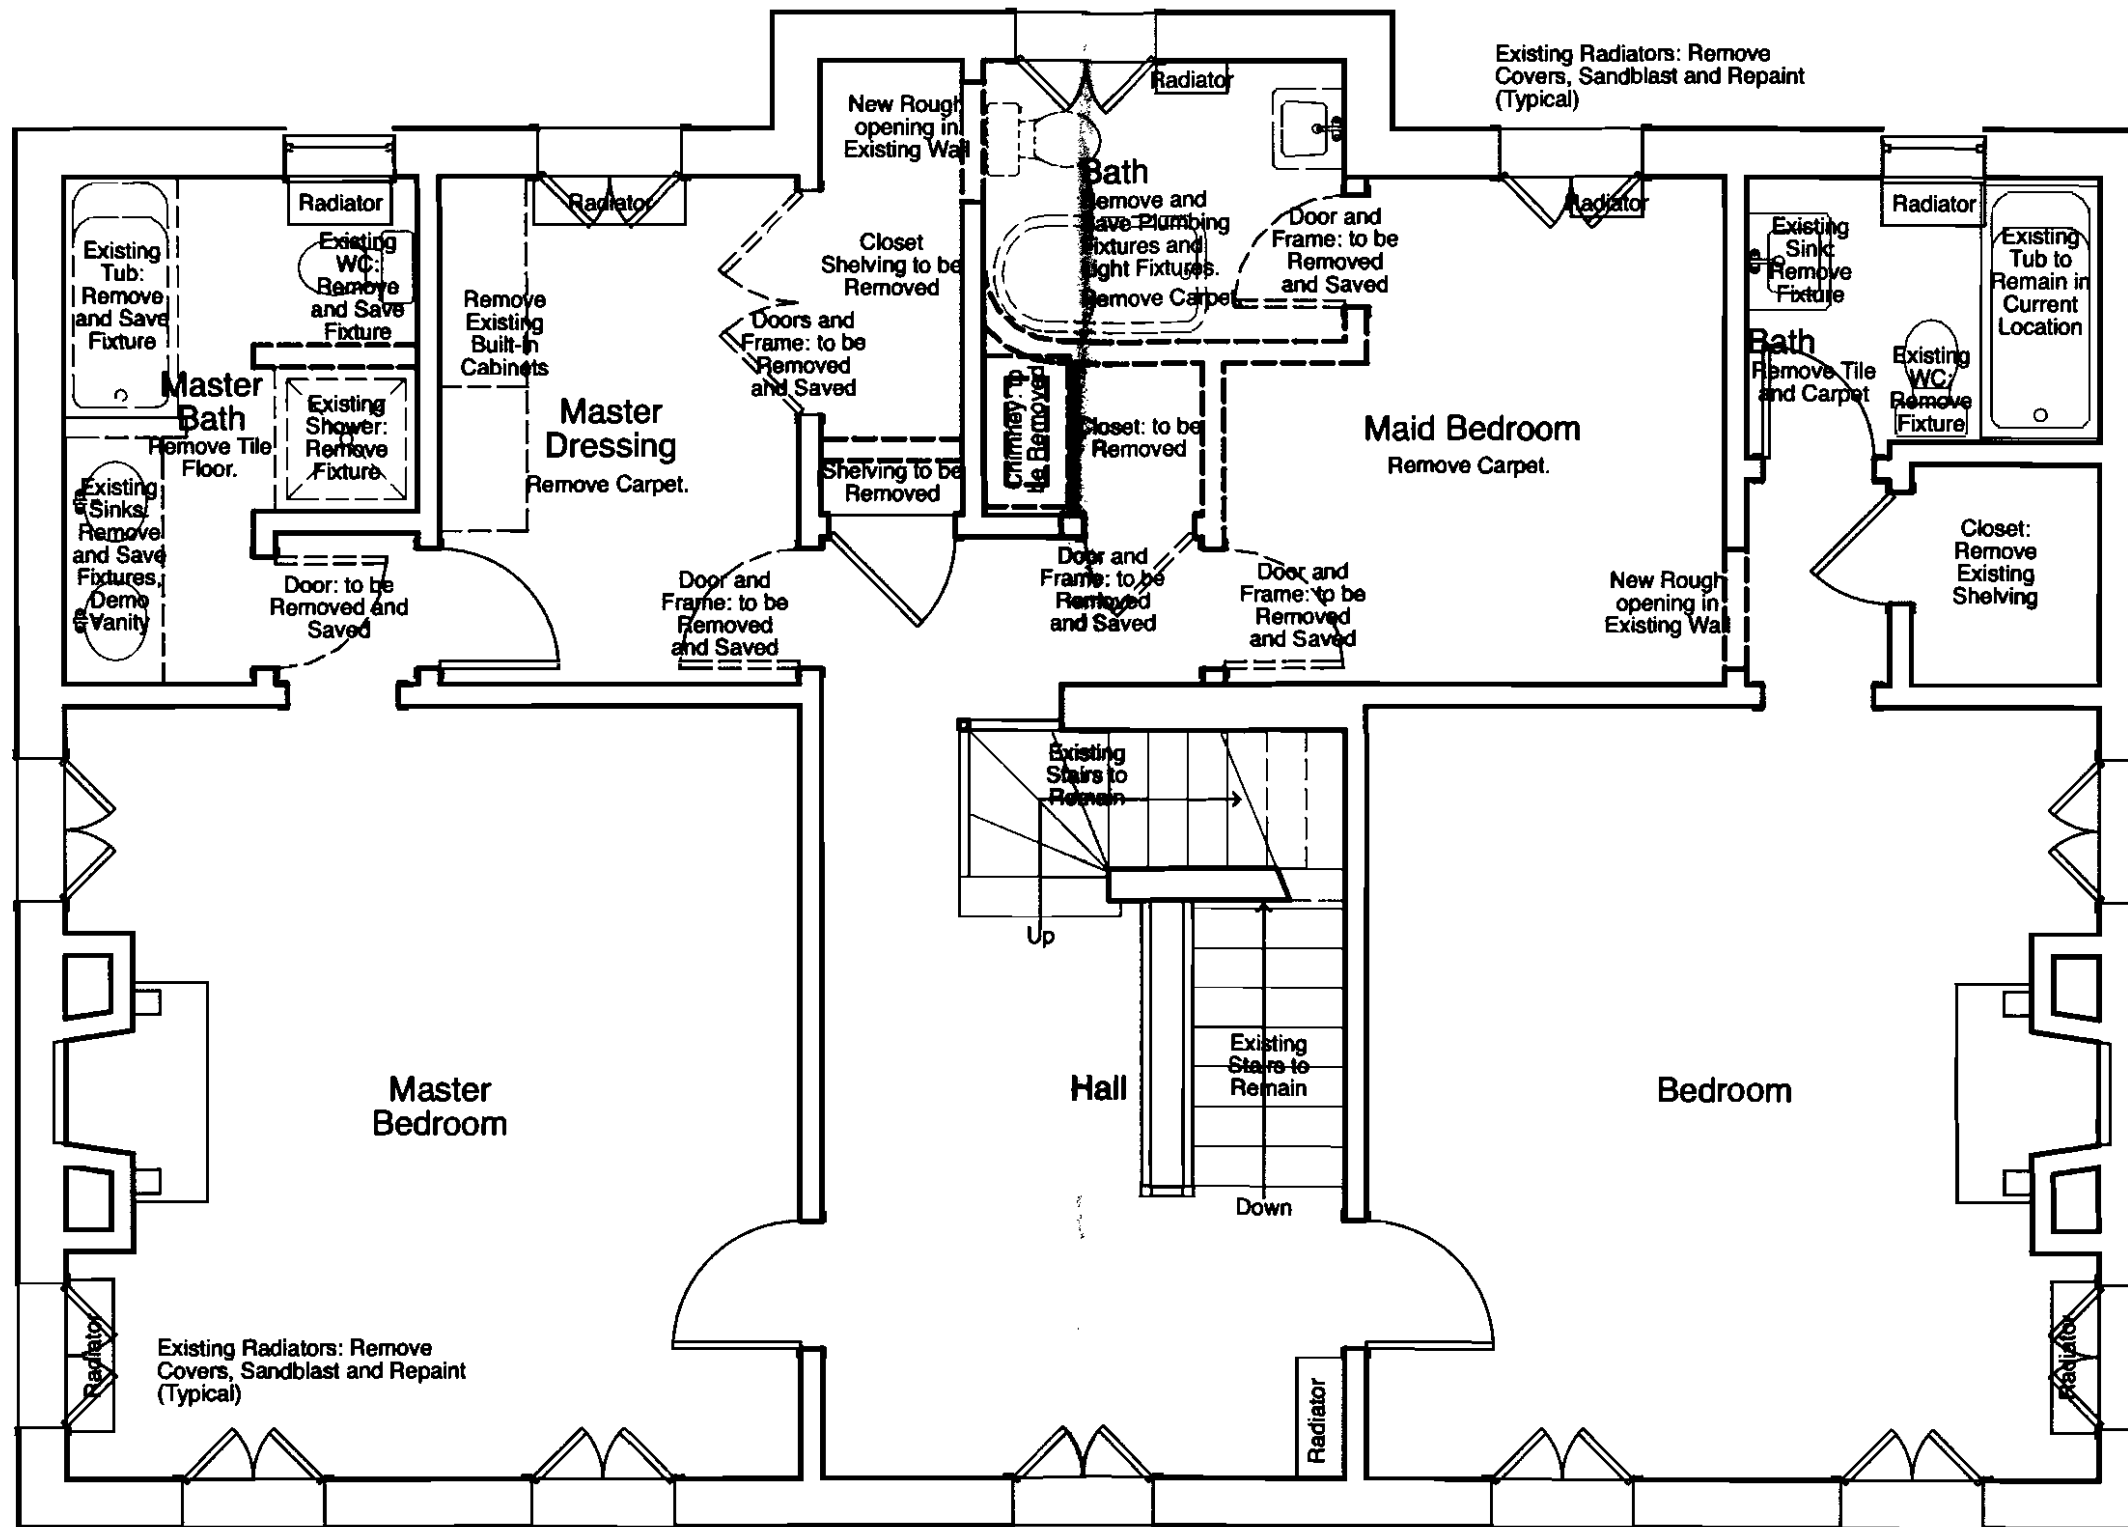 Existing Radiators: Remove
Covers, Sandblast and Repaint
(Typical)
Radiator
New Rough
opening in
Existing Wall
Bath
Remove and
Save Plumbing
Fixtures and
Light Fixtures.
Remove Carpet
Radiator
Existing
Tub:
Remove
and Save
Fixture
Existing
WC:
Remove
and Save
Fixture
Master
Bath
Remove Tile
Floor.
Existing
Shower:
Remove
Fixture
Existing
Sinks:
Remove
and Save
Fixtures,
Demo
Vanity
Door: to be
Removed and
Saved
Radiator
Remove
Existing
Built-in
Cabinets
Master
Dressing
Remove Carpet.
Doors and
Frame: to be
Removed
and Saved
Closet
Shelving to be
Removed
Shelving to be
Removed
Door and
Frame: to be
Removed
and Saved
Chimney: to
be Removed
Closet: to be
Removed
Door and
Frame: to be
Removed
and Saved
Door and
Frame: to be
Removed
and Saved
Door and
Frame: to be
Removed
and Saved
Radiator
Maid Bedroom
Remove Carpet.
New Rough
opening in
Existing Wall
Existing
Sink:
Remove
Fixture
Radiator
Existing
Tub to
Remain in
Current
Location
Bath
Remove Tile
and Carpet
Existing
WC:
Remove
Fixture
Closet:
Remove
Existing
Shelving
Existing
Stairs to
Remain
Up
Existing
Stairs to
Remain
Down
Master
Bedroom
Hall
Bedroom
Radiator
Existing Radiators: Remove
Covers, Sandblast and Repaint
(Typical)
Radiator
Radiator